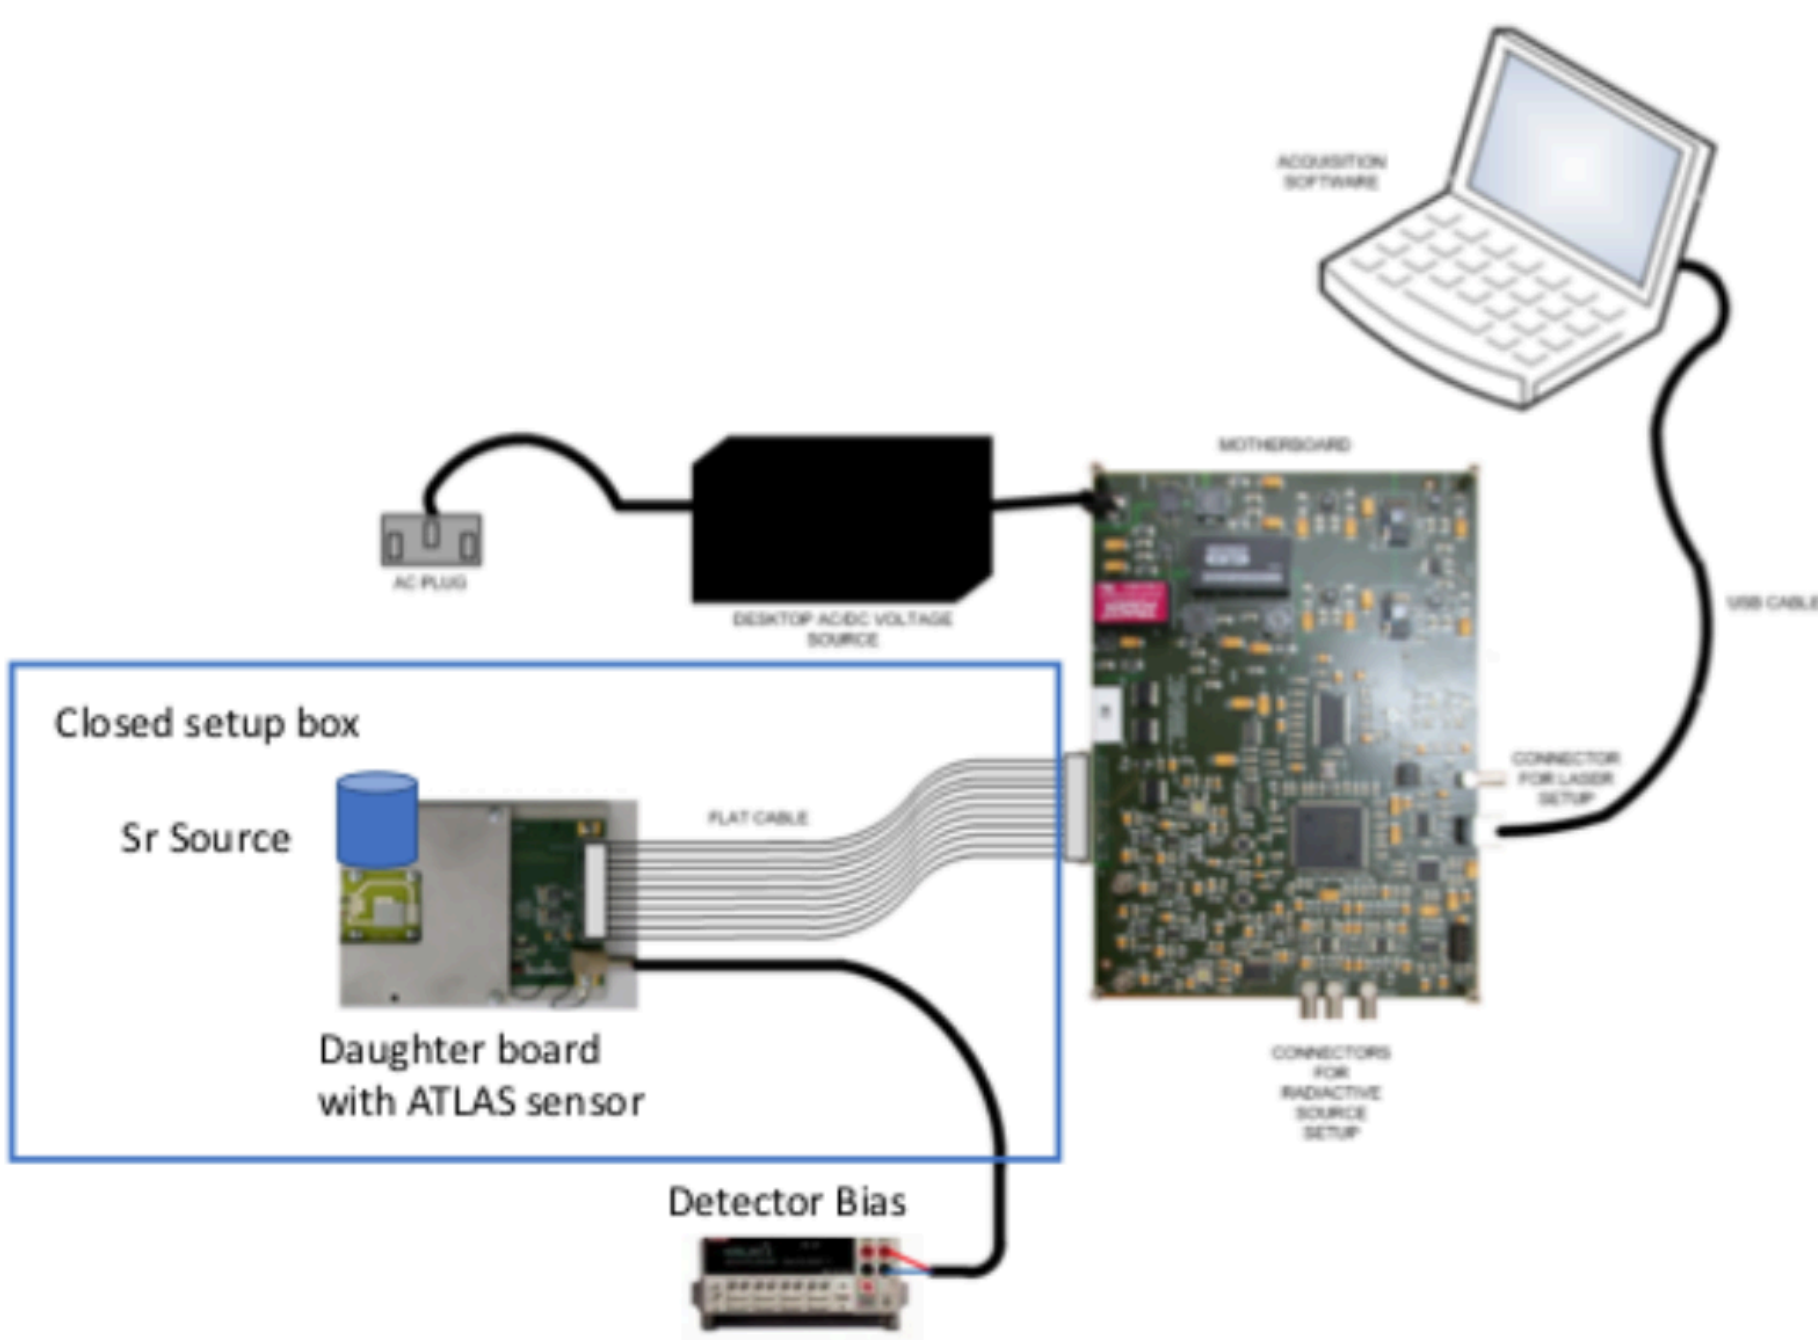 ACQUISITION
SOFTWARE
MOTHERBOARD
AC PLUG
DESKTOP AC/DC VOLTAGE
SOURCE
USB CABLE
Closed setup box
Sr Source
FLAT CABLE
CONNECTOR
FOR LASER
SETUP
Daughter board
with ATLAS sensor
CONNECTORS
FOR
RADIACTIVE
SOURCE
SETUP
Detector Bias